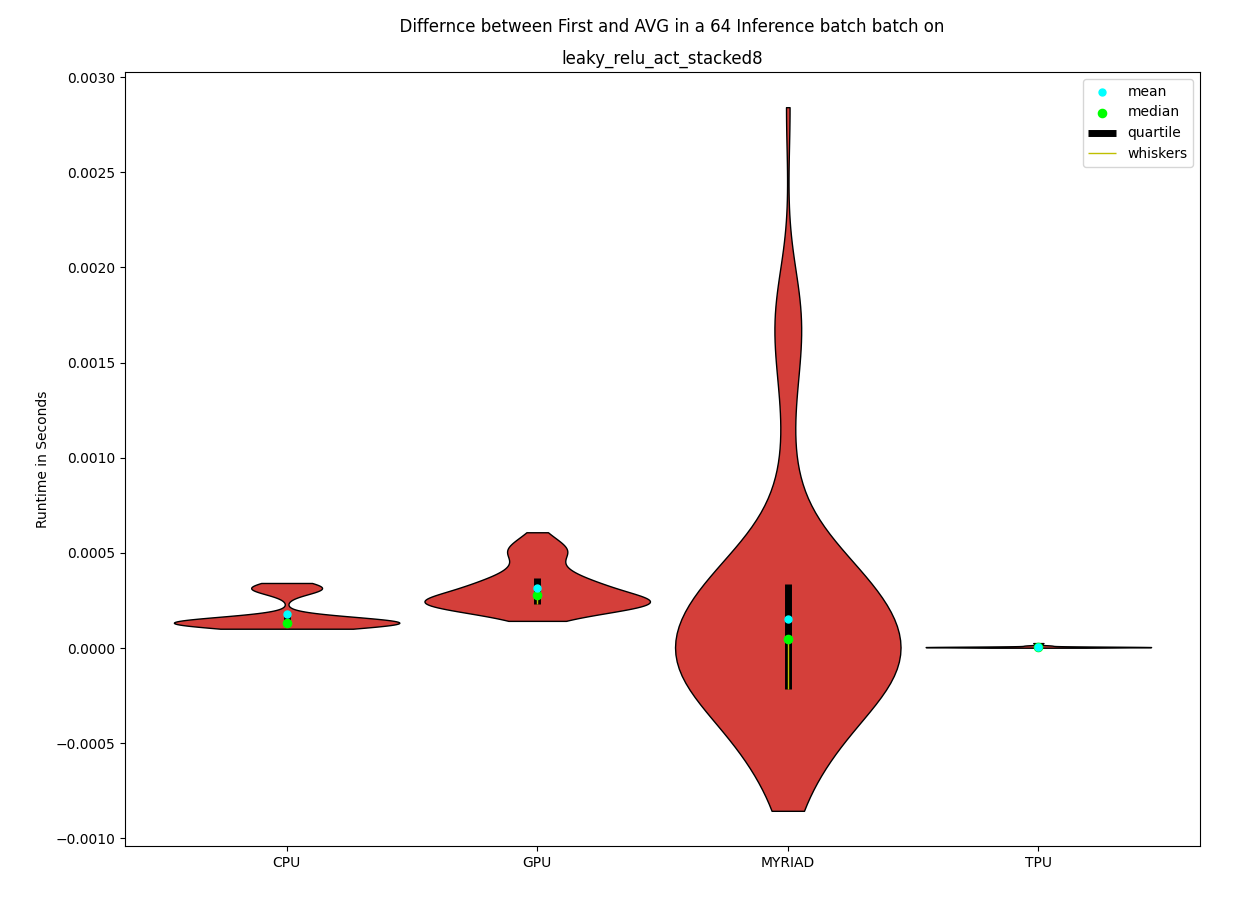 Differnce between First and AVG in a 64 Inference batch batch on
leaky_relu_act_stacked8
0.0030
0.0025
0.0020
0.0015
0.0010
0.0005
0.0000
−0.0005
−0.0010
Runtime in Seconds
mean
median
quartile
whiskers
CPU
GPU
MYRIAD
TPU